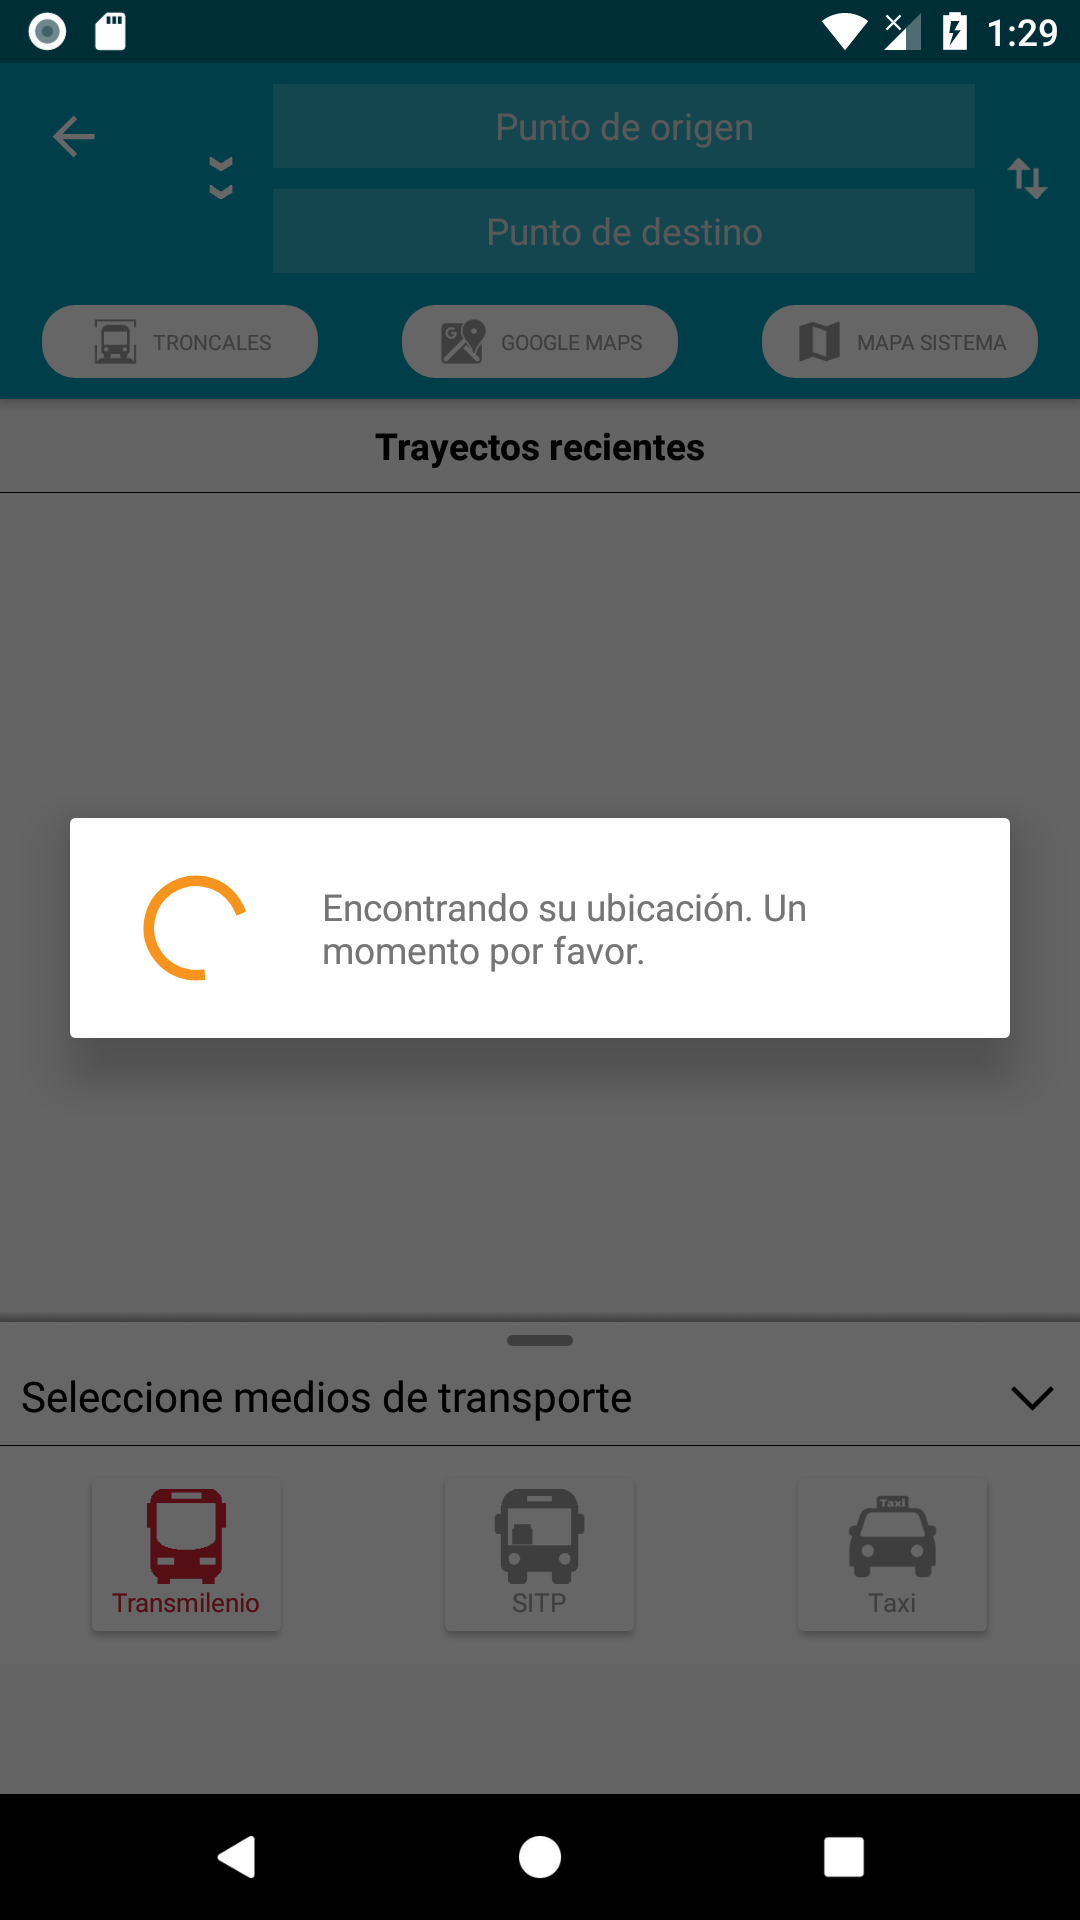 1:29
Punto de origen
Punto de destino
TRONCALES
GOOGLE MAPS
MAPA SISTEMA
Trayectos recientes
Encontrando su ubicación. Un
momento por favor.
Seleccione medios de transporte
Taxi
Transmilenio
SITP
Taxi